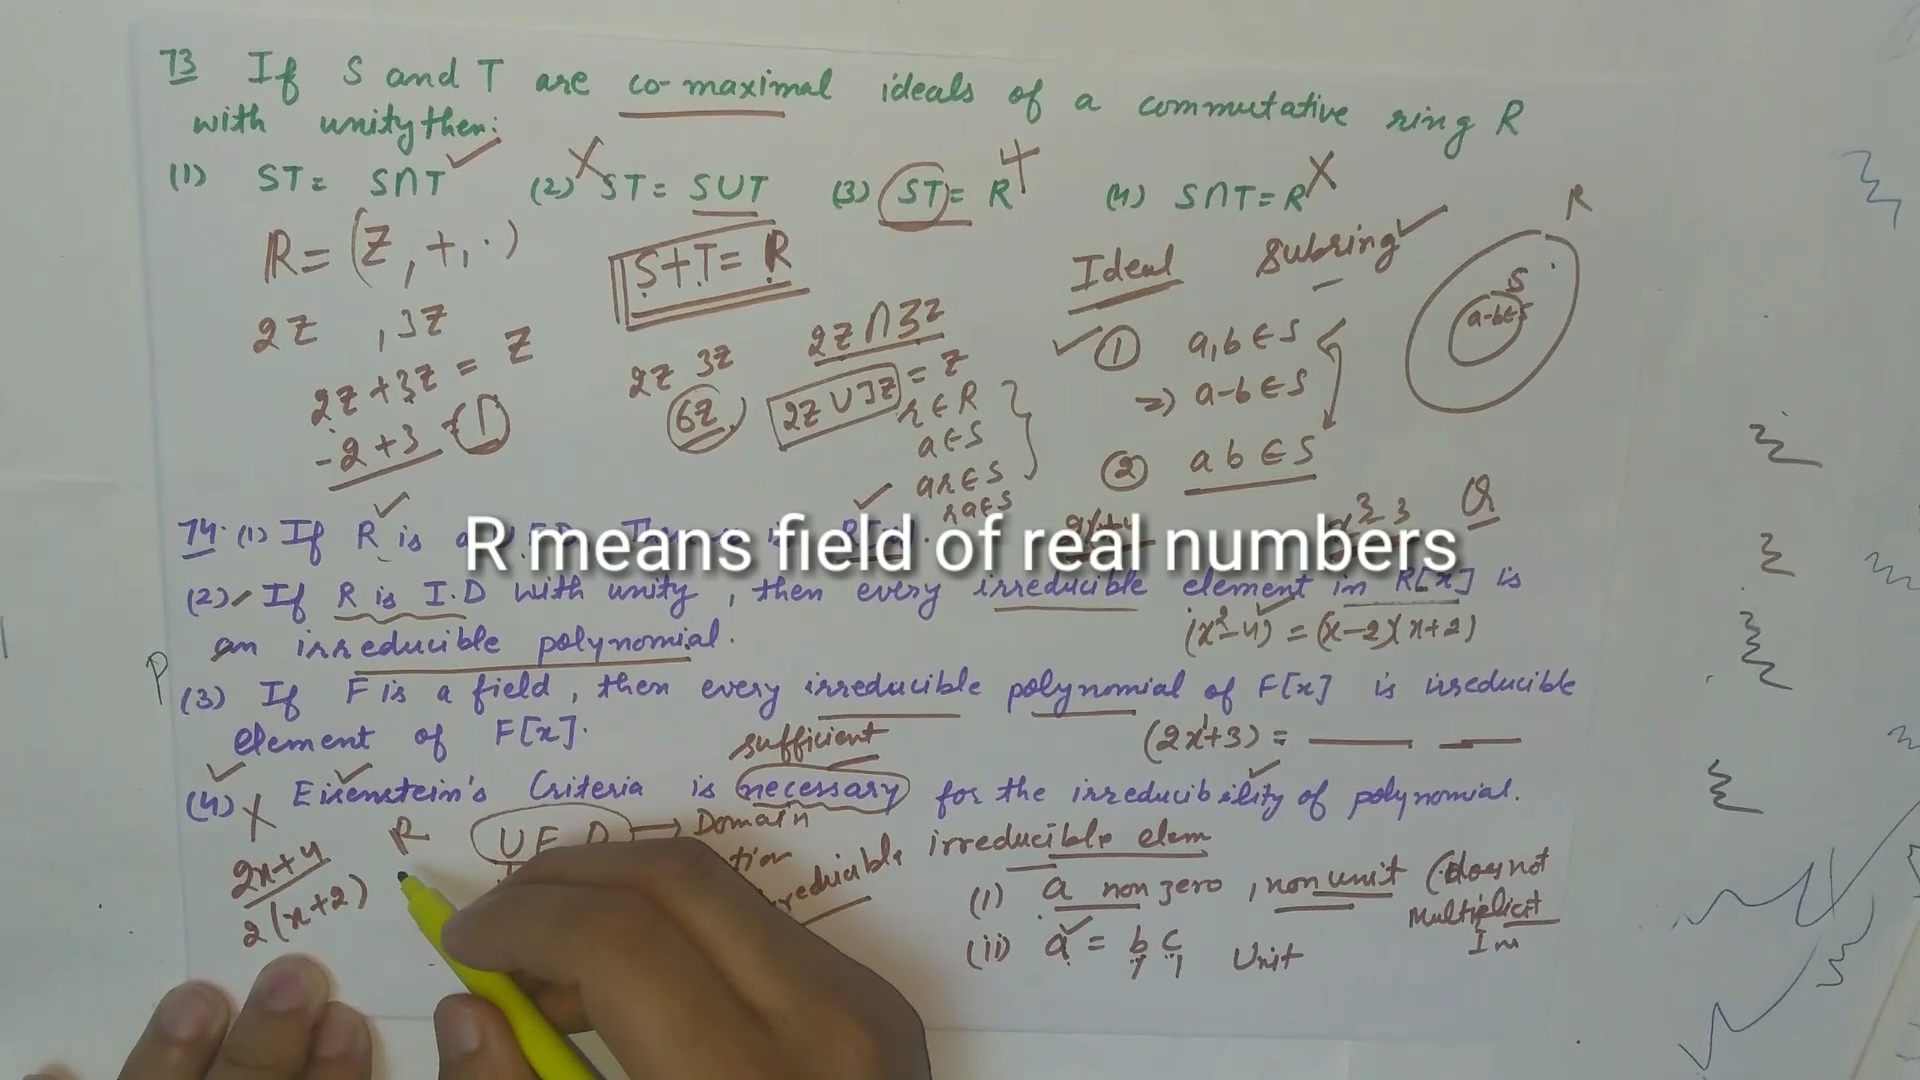 73 If S and T are co-maximal ideals of a commutative ring R
with unity then:
(1) ST = S∩T (2) ST = S∪T (3) ST = R (4) S∩T = R
R = (Z, +, ·)
S+T = R
Ideal Subring
R
S
a-b∈S
2Z , 3Z
2Z + 3Z = Z
-2 + 3 = 1
2Z 3Z
6Z
2Z ∩ 3Z
2Z ∪ 3Z = Z
r∈R
a∈S
ar∈S
ra∈S
① a,b ∈ S
=) a-b ∈ S
② ab ∈ S
Q
74. (1) If R is a
R means field of real numbers
(2) If R is I.D with unity, then every irreducible element in R[x] is
an irreducible polynomial.
(x²-4) = (x-2)(x+2)
P
(3) If F is a field, then every irreducible polynomial of F[x] is irreducible
element of F[x].
sufficient
(2x+3) =
(4) Eisenstein's Criteria is necessary for the irreducibility of polynomial.
2x+4
2(x+2)
R
U F D → Domain
irreducible elem
(i) a non zero, non unit (does not
Multiplicat
(ii) a = b c Unit